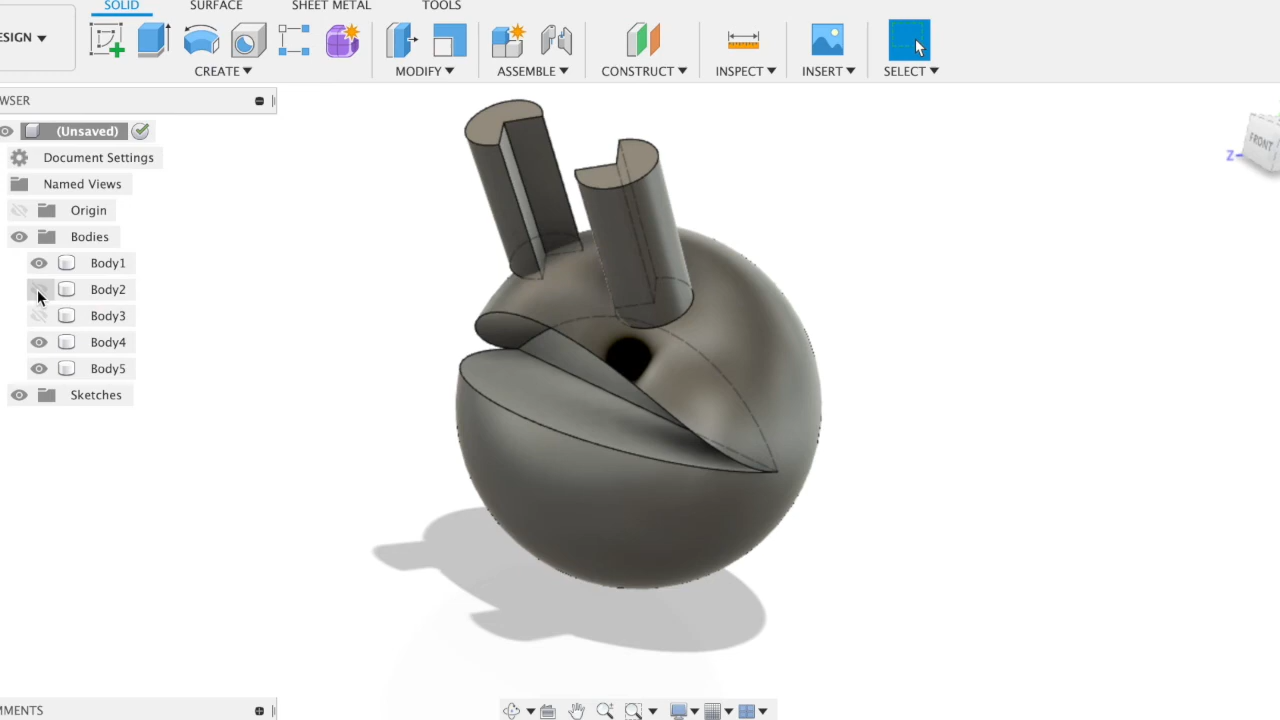 SOLID SURFACE SHEET METAL TOOLS
ESIGN
CREATE MODIFY ASSEMBLE CONSTRUCT INSPECT INSERT SELECT
WSER
(Unsaved)
Document Settings
Named Views
Origin
Bodies
Body1
Body2
Body3
Body4
Body5
Sketches
FRONT
Z
MMENTS